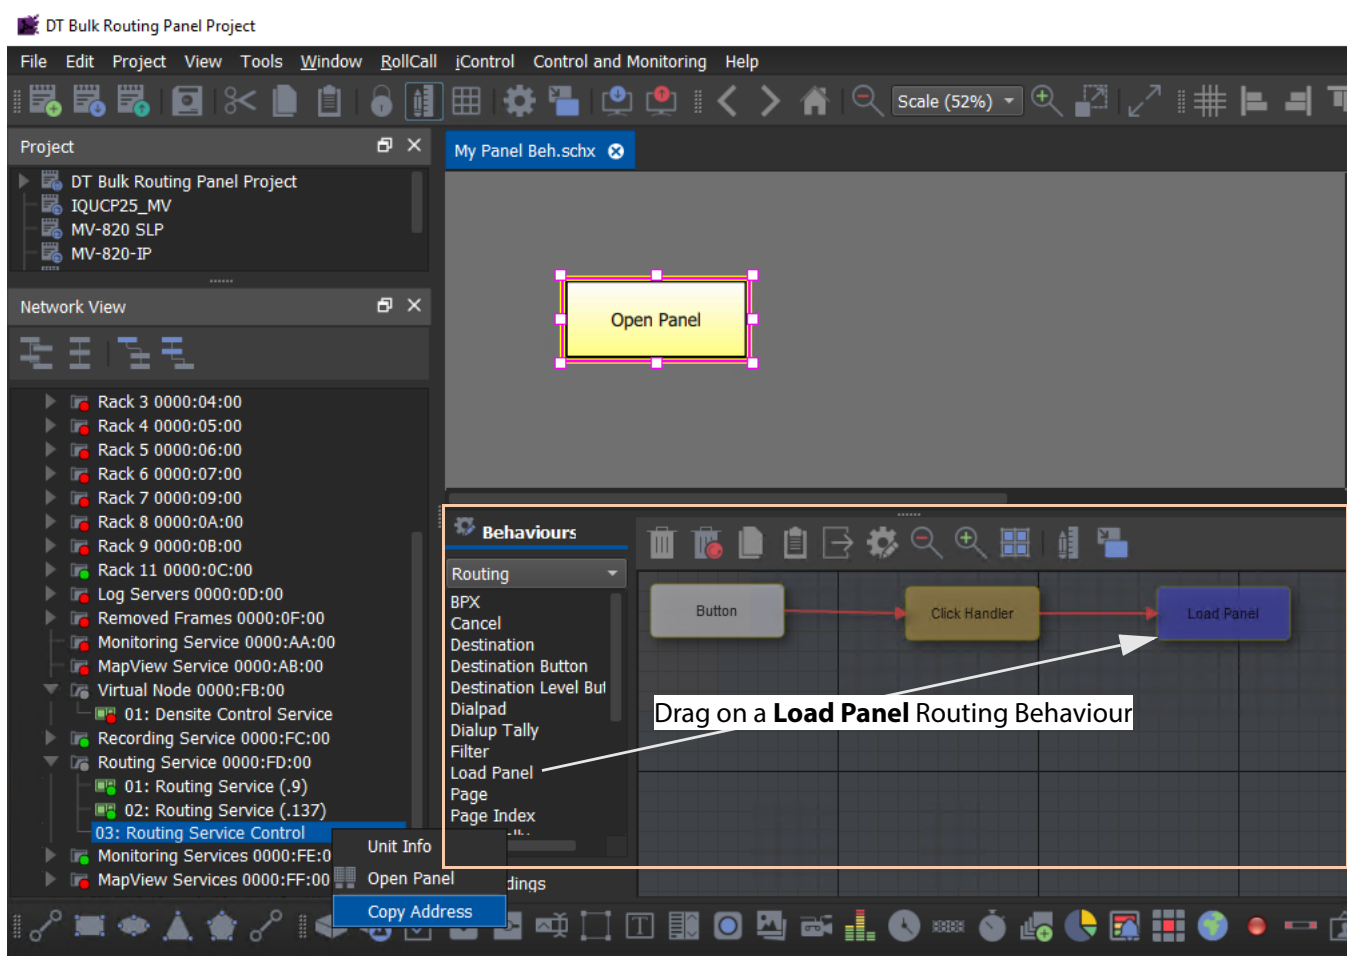 DT Bulk Routing Panel Project
File Edit Project View Tools Window RollCall iControl Control and Monitoring Help
Scale (52%)
Project
DT Bulk Routing Panel Project
IQUCP25_MV
MV-820 SLP
MV-820-IP
My Panel Beh.schx
Open Panel
Network View
Rack 3 0000:04:00
Rack 4 0000:05:00
Rack 5 0000:06:00
Rack 6 0000:07:00
Rack 7 0000:09:00
Rack 8 0000:0A:00
Rack 9 0000:0B:00
Rack 11 0000:0C:00
Log Servers 0000:0D:00
Removed Frames 0000:0F:00
Monitoring Service 0000:AA:00
MapView Service 0000:AB:00
Virtual Node 0000:FB:00
01: Densite Control Service
Recording Service 0000:FC:00
Routing Service 0000:FD:00
01: Routing Service (.9)
02: Routing Service (.137)
03: Routing Service Control
Monitoring Services 0000:FE:0
MapView Services 0000:FF:00
Unit Info
Open Panel
Copy Address
Behaviours
Routing
BPX
Cancel
Destination
Destination Button
Destination Level But
Dialpad
Dialup Tally
Filter
Load Panel
Page
Page Index
dings
Button
Click Handler
Load Panel
Drag on a Load Panel Routing Behaviour